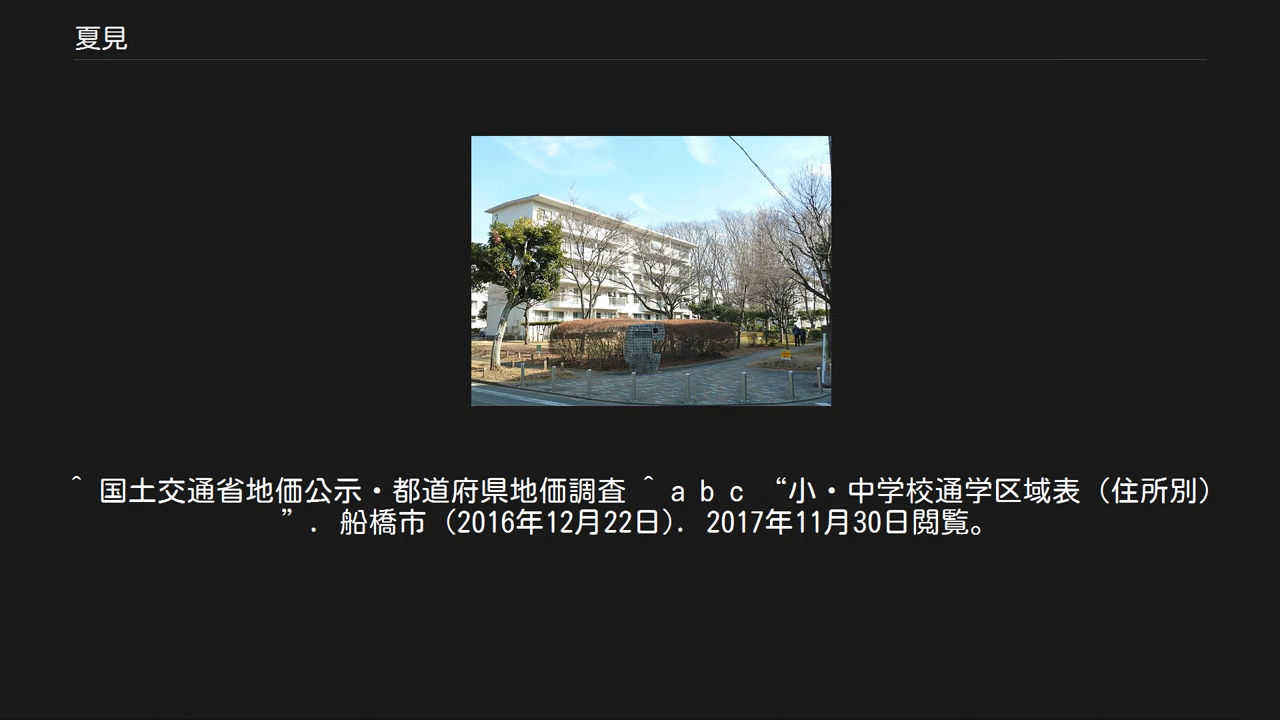 夏見
^ 国土交通省地価公示・都道府県地価調査 ^ a b c “小・中学校通学区域表（住所別）
”. 船橋市 (2016年12月22日). 2017年11月30日閲覧。